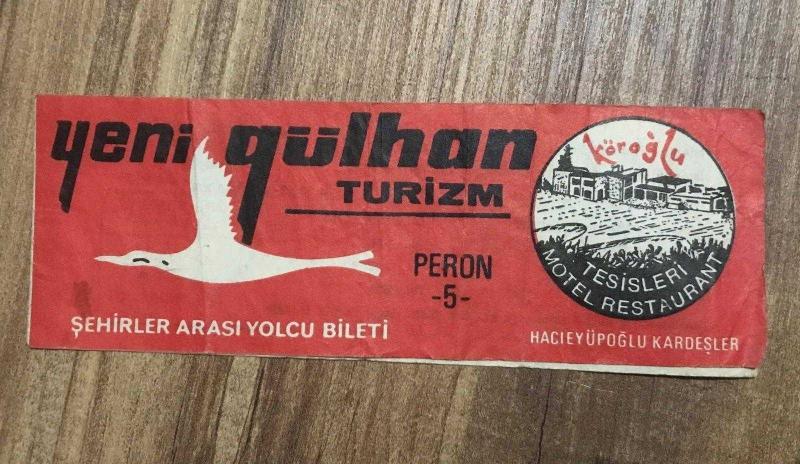 yeni gülhan
TURİZM
PERON
-5-
ŞEHİRLER ARASI YOLCU BİLETİ
köroğlu
TESİSLERİ
MOTEL RESTAURANT
HACIEYÜPOĞLU KARDEŞLER